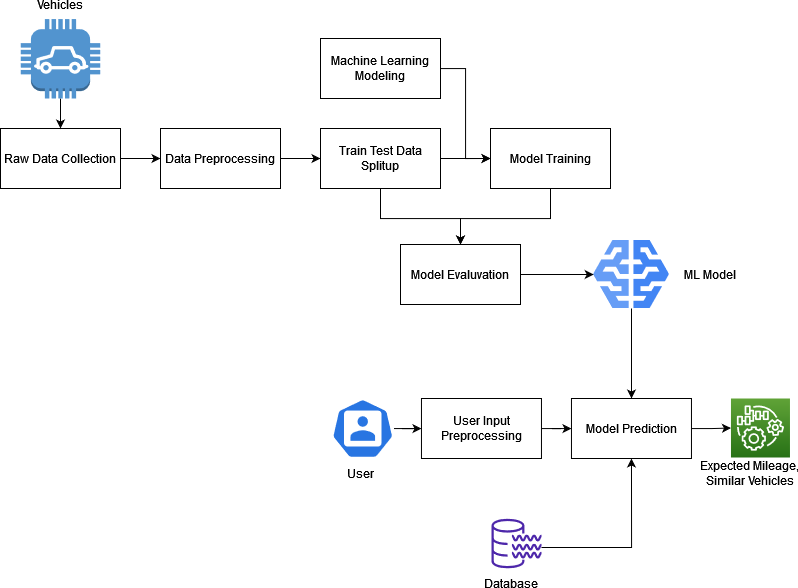 Vehicles
Machine Learning
Modeling
Raw Data Collection
Data Preprocessing
Train Test Data
Splitup
Model Training
Model Evaluvation
ML Model
User Input
Preprocessing
Model Prediction
User
Expected Mileage,
Similar Vehicles
Database